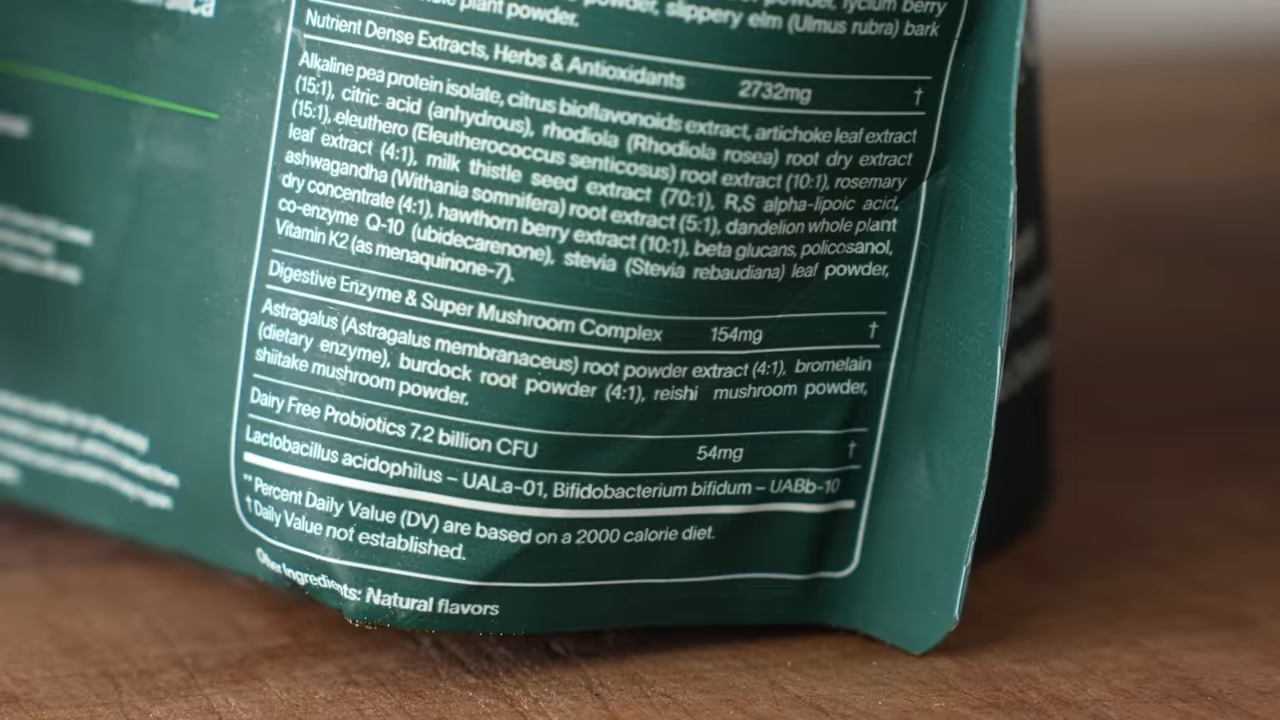 powder, lycium berry
plant powder. powder, slippery elm (Ulmus rubra) bark
Nutrient Dense Extracts, Herbs & Antioxidants 2732mg †
Alkaline pea protein isolate, citrus bioflavonoids extract, artichoke leaf extract
(15:1), citric acid (anhydrous), rhodiola (Rhodiola rosea) root dry extract
(15:1), eleuthero (Eleutherococcus senticosus) root extract (10:1), rosemary
leaf extract (4:1), milk thistle seed extract (70:1), R,S alpha-lipoic acid,
ashwagandha (Withania somnifera) root extract (5:1), dandelion whole plant
dry concentrate (4:1), hawthorn berry extract (10:1), beta glucans, policosanol,
co-enzyme Q-10 (ubidecarenone), stevia (Stevia rebaudiana) leaf powder,
Vitamin K2 (as menaquinone-7).
Digestive Enzyme & Super Mushroom Complex 154mg †
Astragalus (Astragalus membranaceus) root powder extract (4:1), bromelain
(dietary enzyme), burdock root powder (4:1), reishi mushroom powder,
shiitake mushroom powder.
Dairy Free Probiotics 7.2 billion CFU 54mg †
Lactobacillus acidophilus – UALa-01, Bifidobacterium bifidum – UABb-10
** Percent Daily Value (DV) are based on a 2000 calorie diet.
† Daily Value not established.
Other Ingredients: Natural flavors